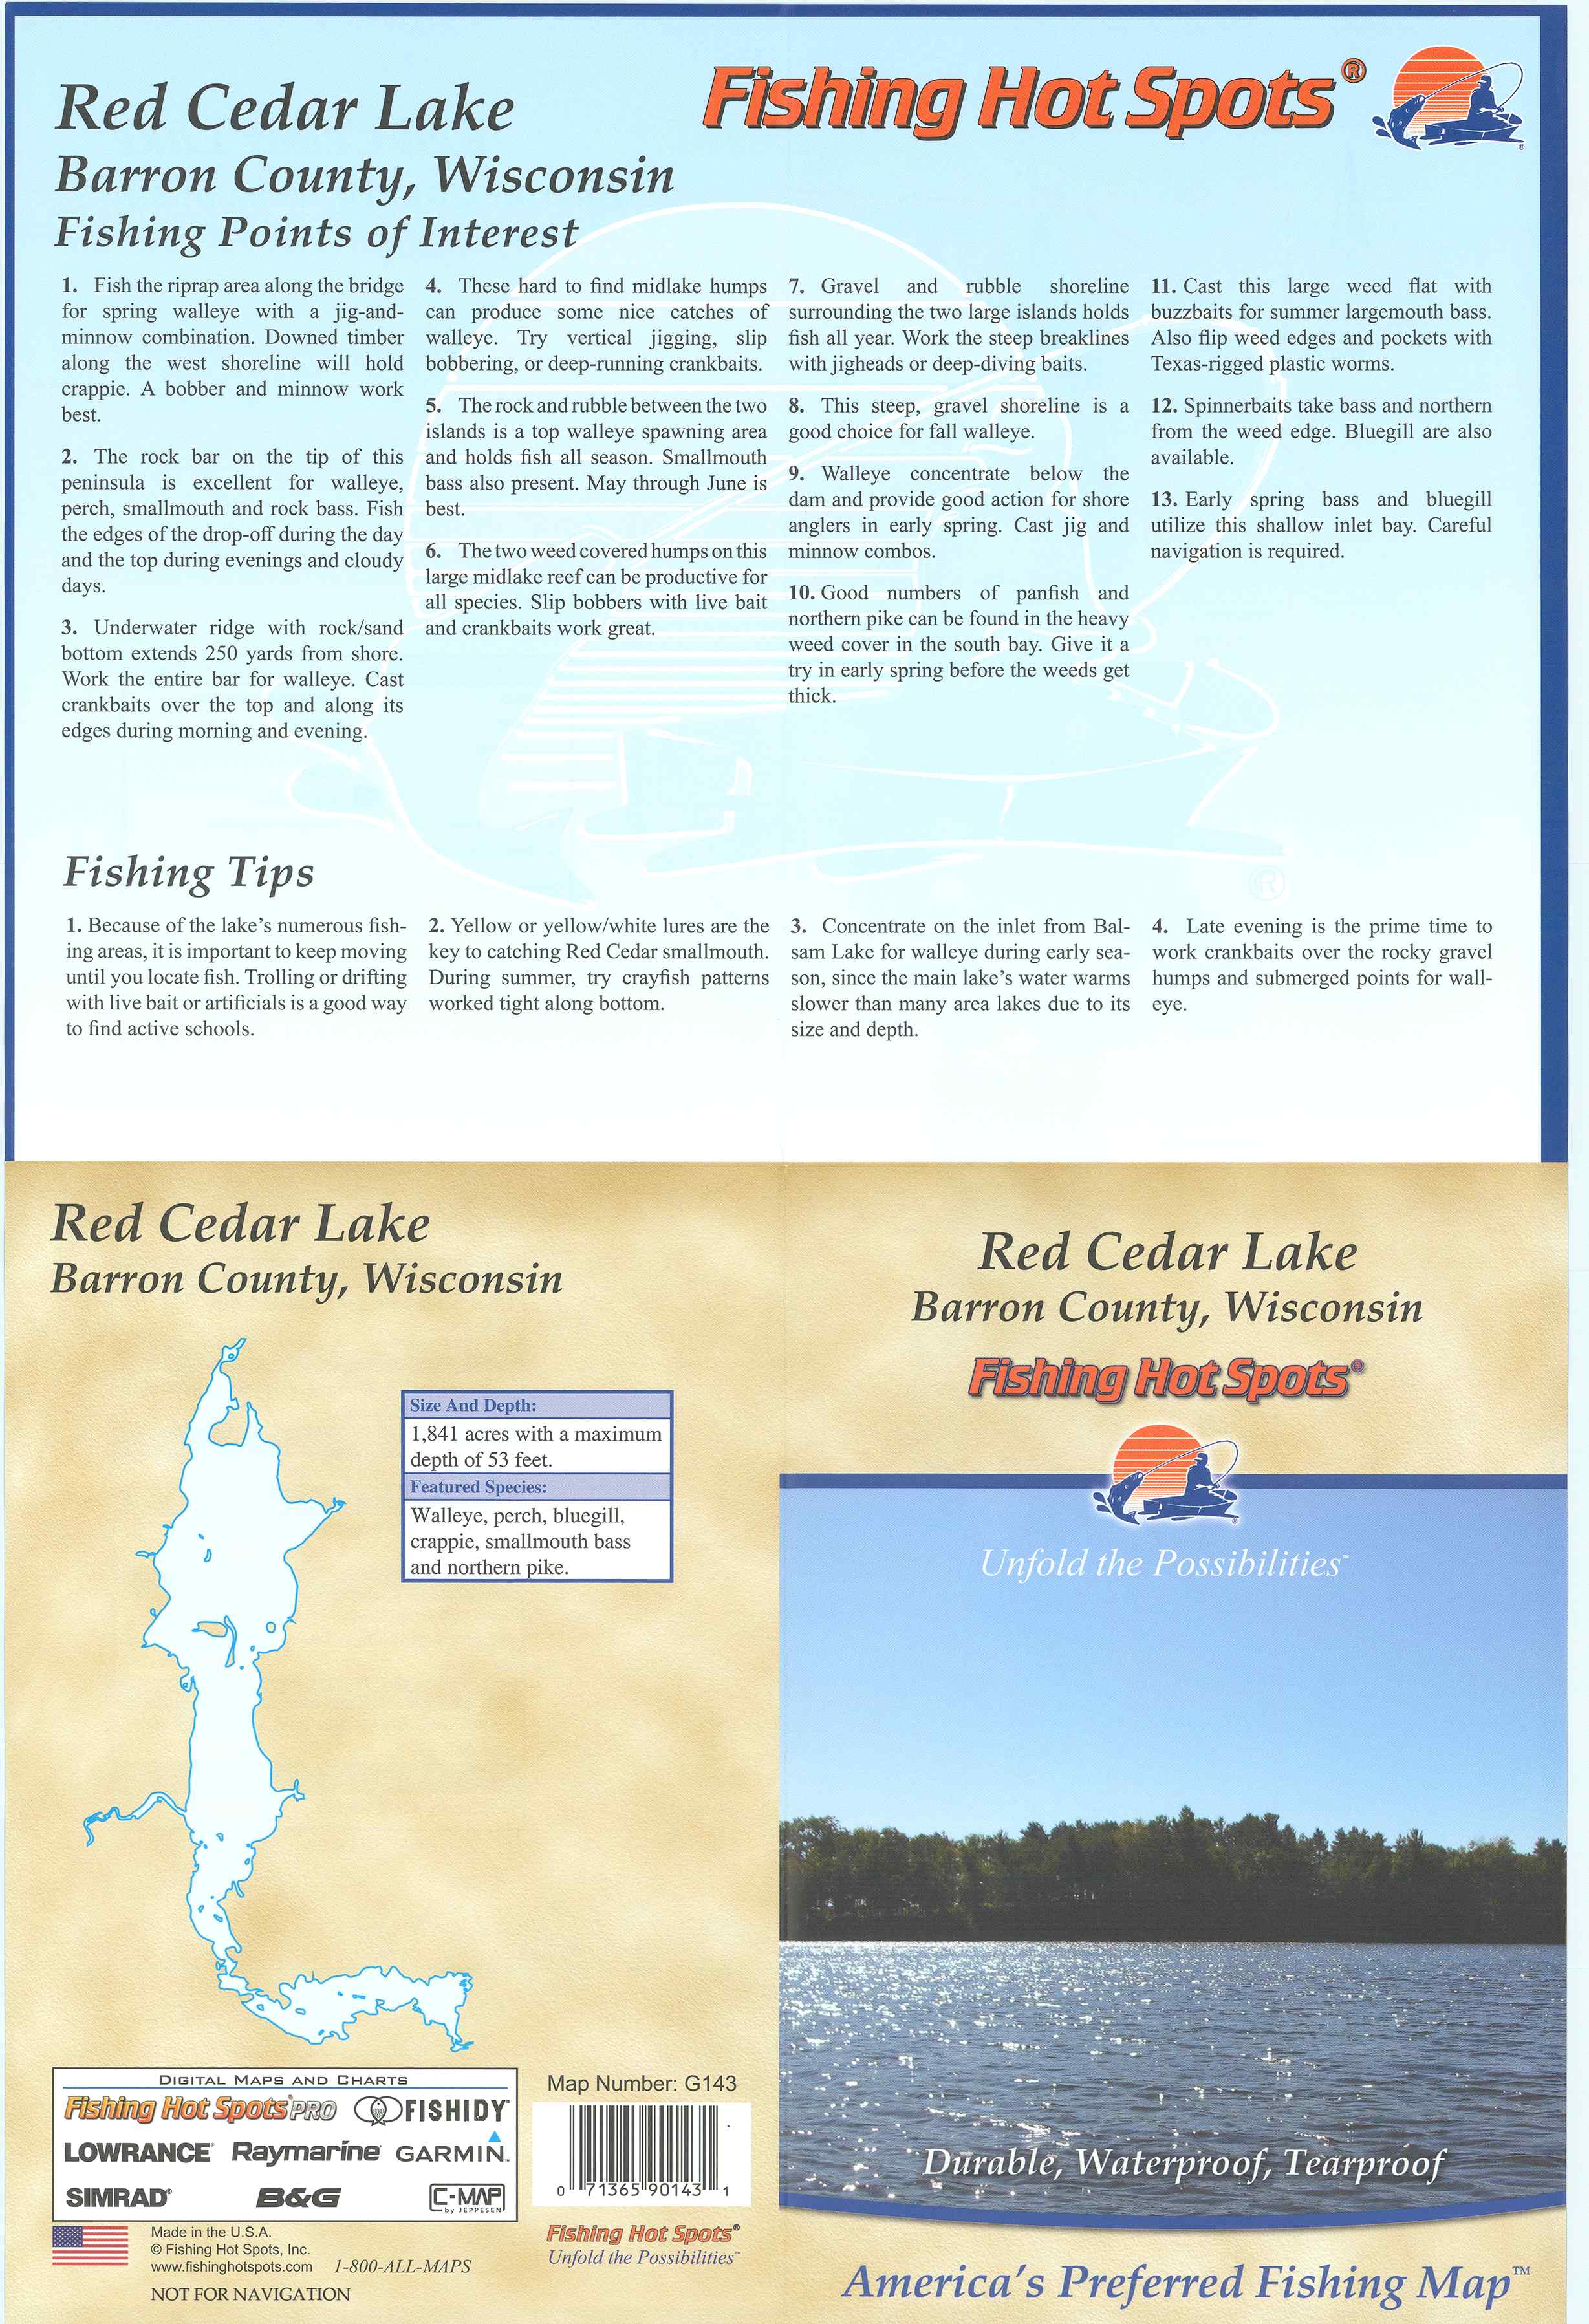 Red Cedar Lake
Barron County, Wisconsin
Fishing Points of Interest
Fishing Hot Spots®
1. Fish the riprap area along the bridge
for spring walleye with a jig-and-
minnow combination. Downed timber
along the west shoreline will hold
crappie. A bobber and minnow work
best.
2. The rock bar on the tip of this
peninsula is excellent for walleye,
perch, smallmouth and rock bass. Fish
the edges of the drop-off during the day
and the top during evenings and cloudy
days.
3. Underwater ridge with rock/sand
bottom extends 250 yards from shore.
Work the entire bar for walleye. Cast
crankbaits over the top and along its
edges during morning and evening.
4. These hard to find midlake humps
can produce some nice catches of
walleye. Try vertical jigging, slip
bobbering, or deep-running crankbaits.
5. The rock and rubble between the two
islands is a top walleye spawning area
and holds fish all season. Smallmouth
bass also present. May through June is
best.
6. The two weed covered humps on this
large midlake reef can be productive for
all species. Slip bobbers with live bait
and crankbaits work great.
7. Gravel and rubble shoreline
surrounding the two large islands holds
fish all year. Work the steep breaklines
with jigheads or deep-diving baits.
8. This steep, gravel shoreline is a
good choice for fall walleye.
9. Walleye concentrate below the
dam and provide good action for shore
anglers in early spring. Cast jig and
minnow combos.
10. Good numbers of panfish and
northern pike can be found in the heavy
weed cover in the south bay. Give it a
try in early spring before the weeds get
thick.
11. Cast this large weed flat with
buzzbaits for summer largemouth bass.
Also flip weed edges and pockets with
Texas-rigged plastic worms.
12. Spinnerbaits take bass and northern
from the weed edge. Bluegill are also
available.
13. Early spring bass and bluegill
utilize this shallow inlet bay. Careful
navigation is required.
Fishing Tips
1. Because of the lake's numerous fish-
ing areas, it is important to keep moving
until you locate fish. Trolling or drifting
with live bait or artificials is a good way
to find active schools.
2. Yellow or yellow/white lures are the
key to catching Red Cedar smallmouth.
During summer, try crayfish patterns
worked tight along bottom.
3. Concentrate on the inlet from Bal-
sam Lake for walleye during early sea-
son, since the main lake's water warms
slower than many area lakes due to its
size and depth.
4. Late evening is the prime time to
work crankbaits over the rocky gravel
humps and submerged points for wall-
eye.
Red Cedar Lake
Barron County, Wisconsin
Size And Depth:
1,841 acres with a maximum
depth of 53 feet.
Featured Species:
Walleye, perch, bluegill,
crappie, smallmouth bass
and northern pike.
DIGITAL MAPS AND CHARTS
Fishing Hot Spots® PRO FISHIDY™
LOWRANCE® Raymarine® GARMIN™
SIMRAD® B&G C-MAP
by JEPPESEN
Made in the U.S.A.
© Fishing Hot Spots, Inc.
www.fishinghotspots.com 1-800-ALL-MAPS
NOT FOR NAVIGATION
Map Number: G143
0 71365 90143 1
Fishing Hot Spots®
Unfold the Possibilities™
Red Cedar Lake
Barron County, Wisconsin
Fishing Hot Spots®
Unfold the Possibilities™
Durable, Waterproof, Tearproof
America's Preferred Fishing Map™